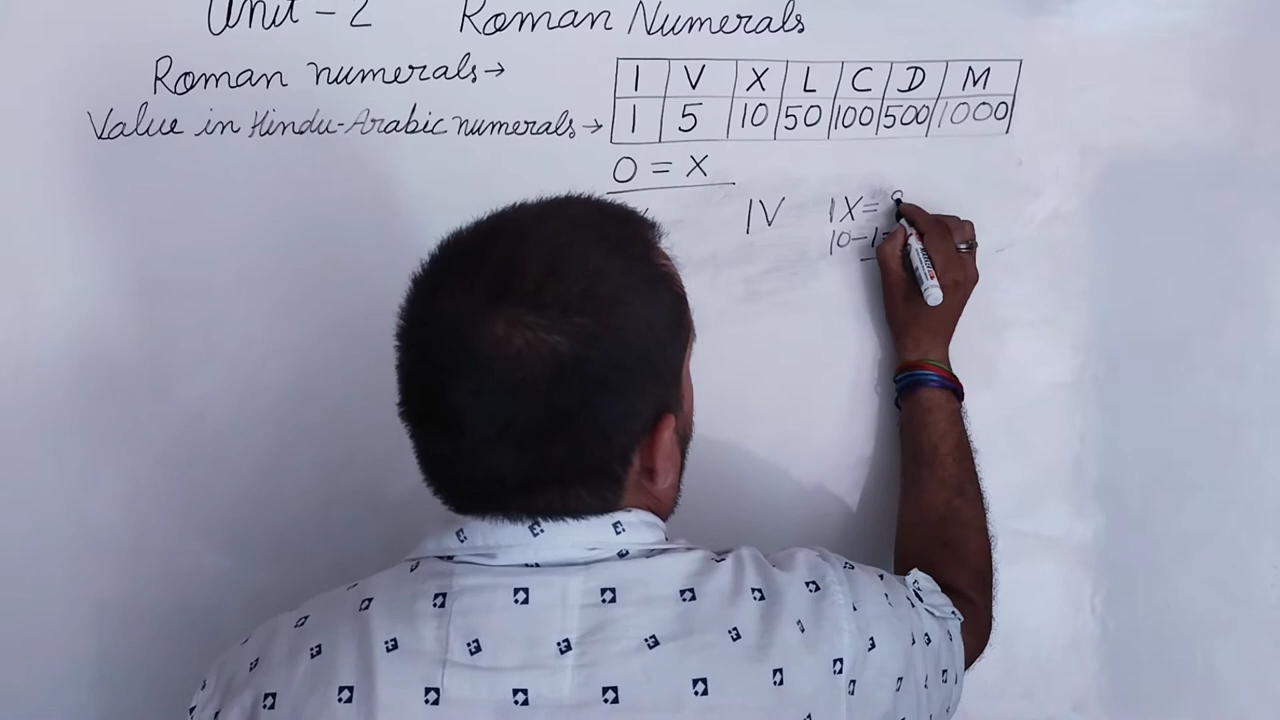 Unit - 2 Roman Numerals
Roman numerals→ I V X L C D M
Value in Hindu-Arabic numerals→ 1 5 10 50 100 500 1000
0 = X
IV IX=
10-1=